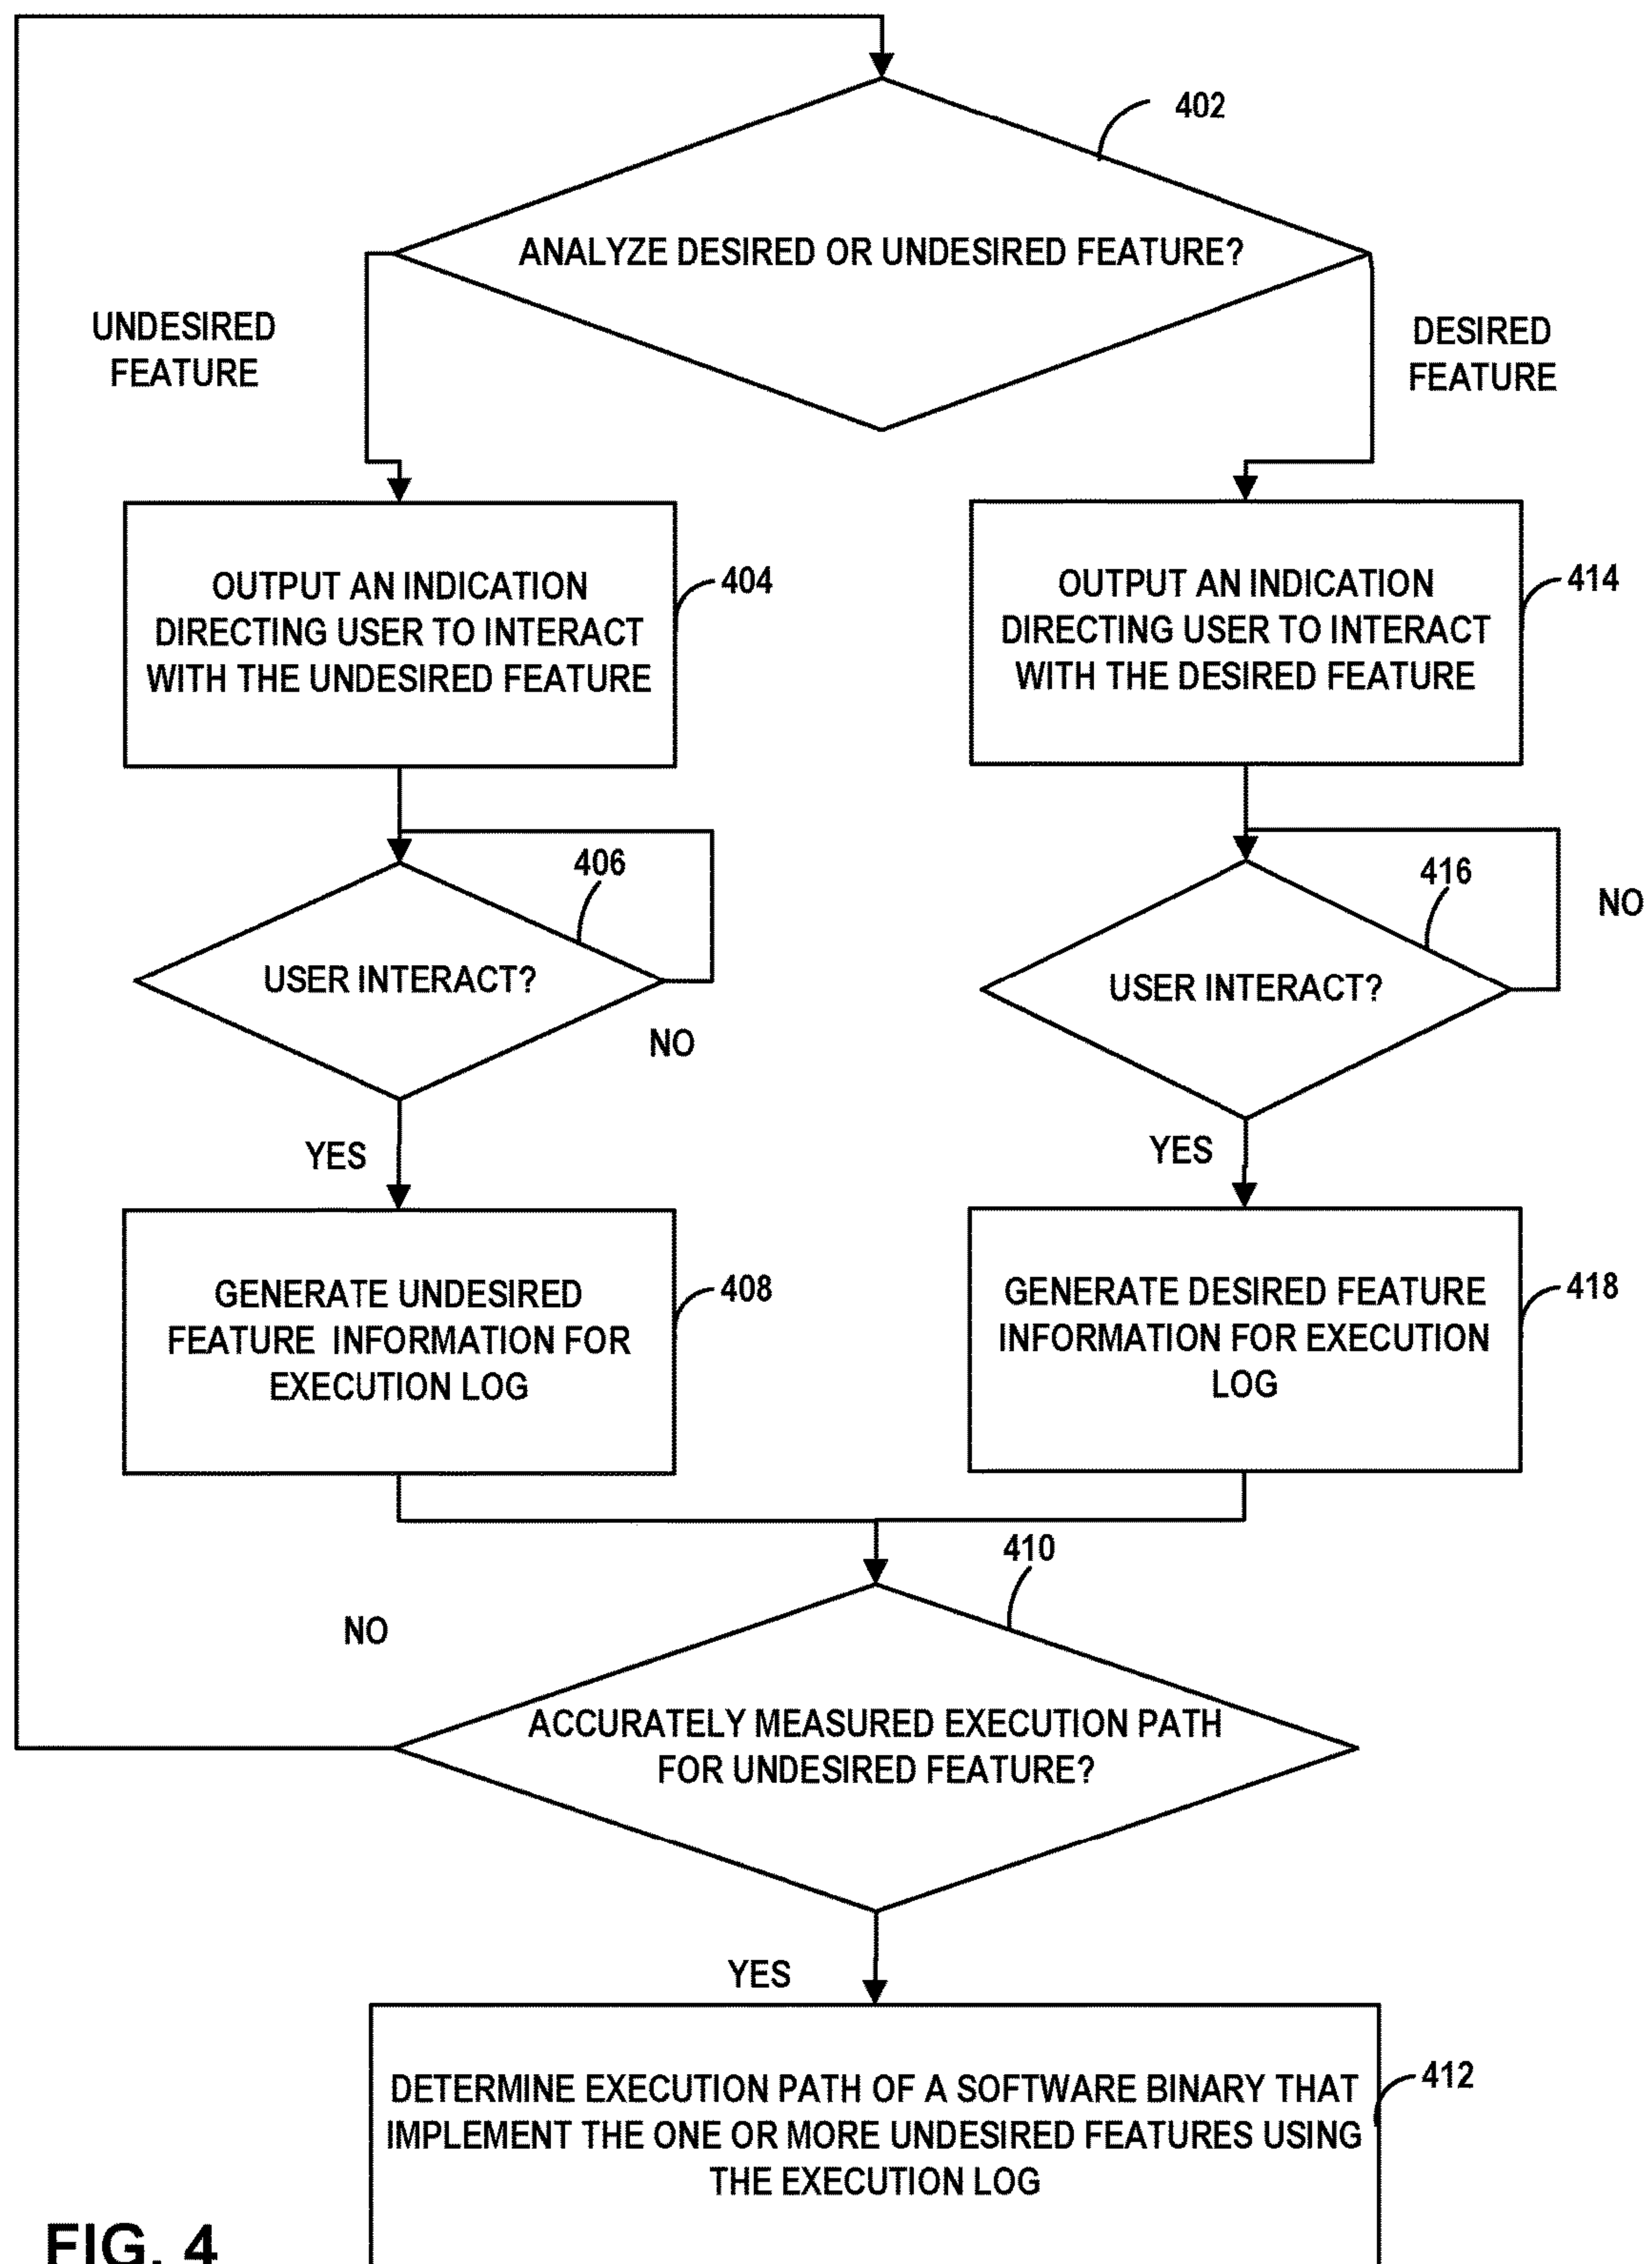 402
ANALYZE DESIRED OR UNDESIRED FEATURE?
UNDESIRED
FEATURE
DESIRED
FEATURE
OUTPUT AN INDICATION
DIRECTING USER TO INTERACT
WITH THE UNDESIRED FEATURE
404
OUTPUT AN INDICATION
DIRECTING USER TO INTERACT
WITH THE DESIRED FEATURE
414
406
USER INTERACT?
NO
416
USER INTERACT?
NO
YES
YES
GENERATE UNDESIRED
FEATURE INFORMATION FOR
EXECUTION LOG
408
GENERATE DESIRED FEATURE
INFORMATION FOR EXECUTION
LOG
418
410
NO
ACCURATELY MEASURED EXECUTION PATH
FOR UNDESIRED FEATURE?
YES
DETERMINE EXECUTION PATH OF A SOFTWARE BINARY THAT
IMPLEMENT THE ONE OR MORE UNDESIRED FEATURES USING
THE EXECUTION LOG
412
FIG. 4